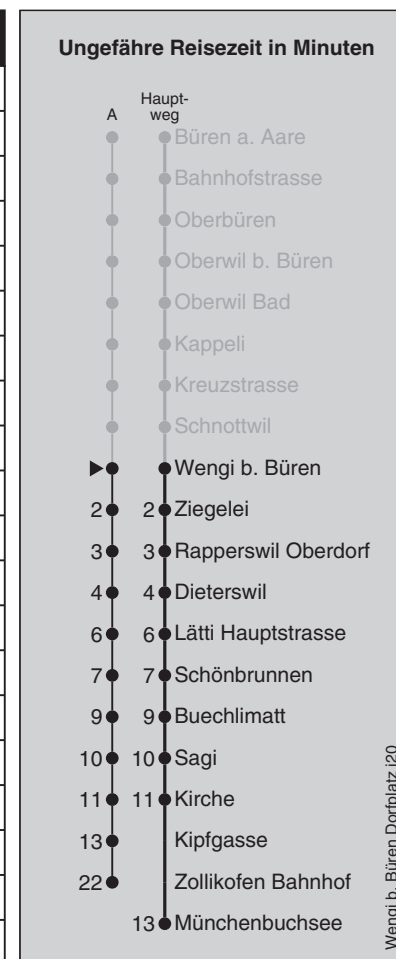 Ungefähre Reisezeit in Minuten
A Haupt-
weg
Büren a. Aare
Bahnhofstrasse
Oberbüren
Oberwil b. Büren
Oberwil Bad
Kappeli
Kreuzstrasse
Schnottwil
Wengi b. Büren
2 2 Ziegelei
3 3 Rapperswil Oberdorf
4 4 Dieterswil
6 6 Lätti Hauptstrasse
7 7 Schönbrunnen
9 9 Buechlimatt
10 10 Sagi
11 11 Kirche
13 Kipfgasse
22 Zollikofen Bahnhof
13 Münchenbuchsee
Wengi b. Büren Dorfplatz j20